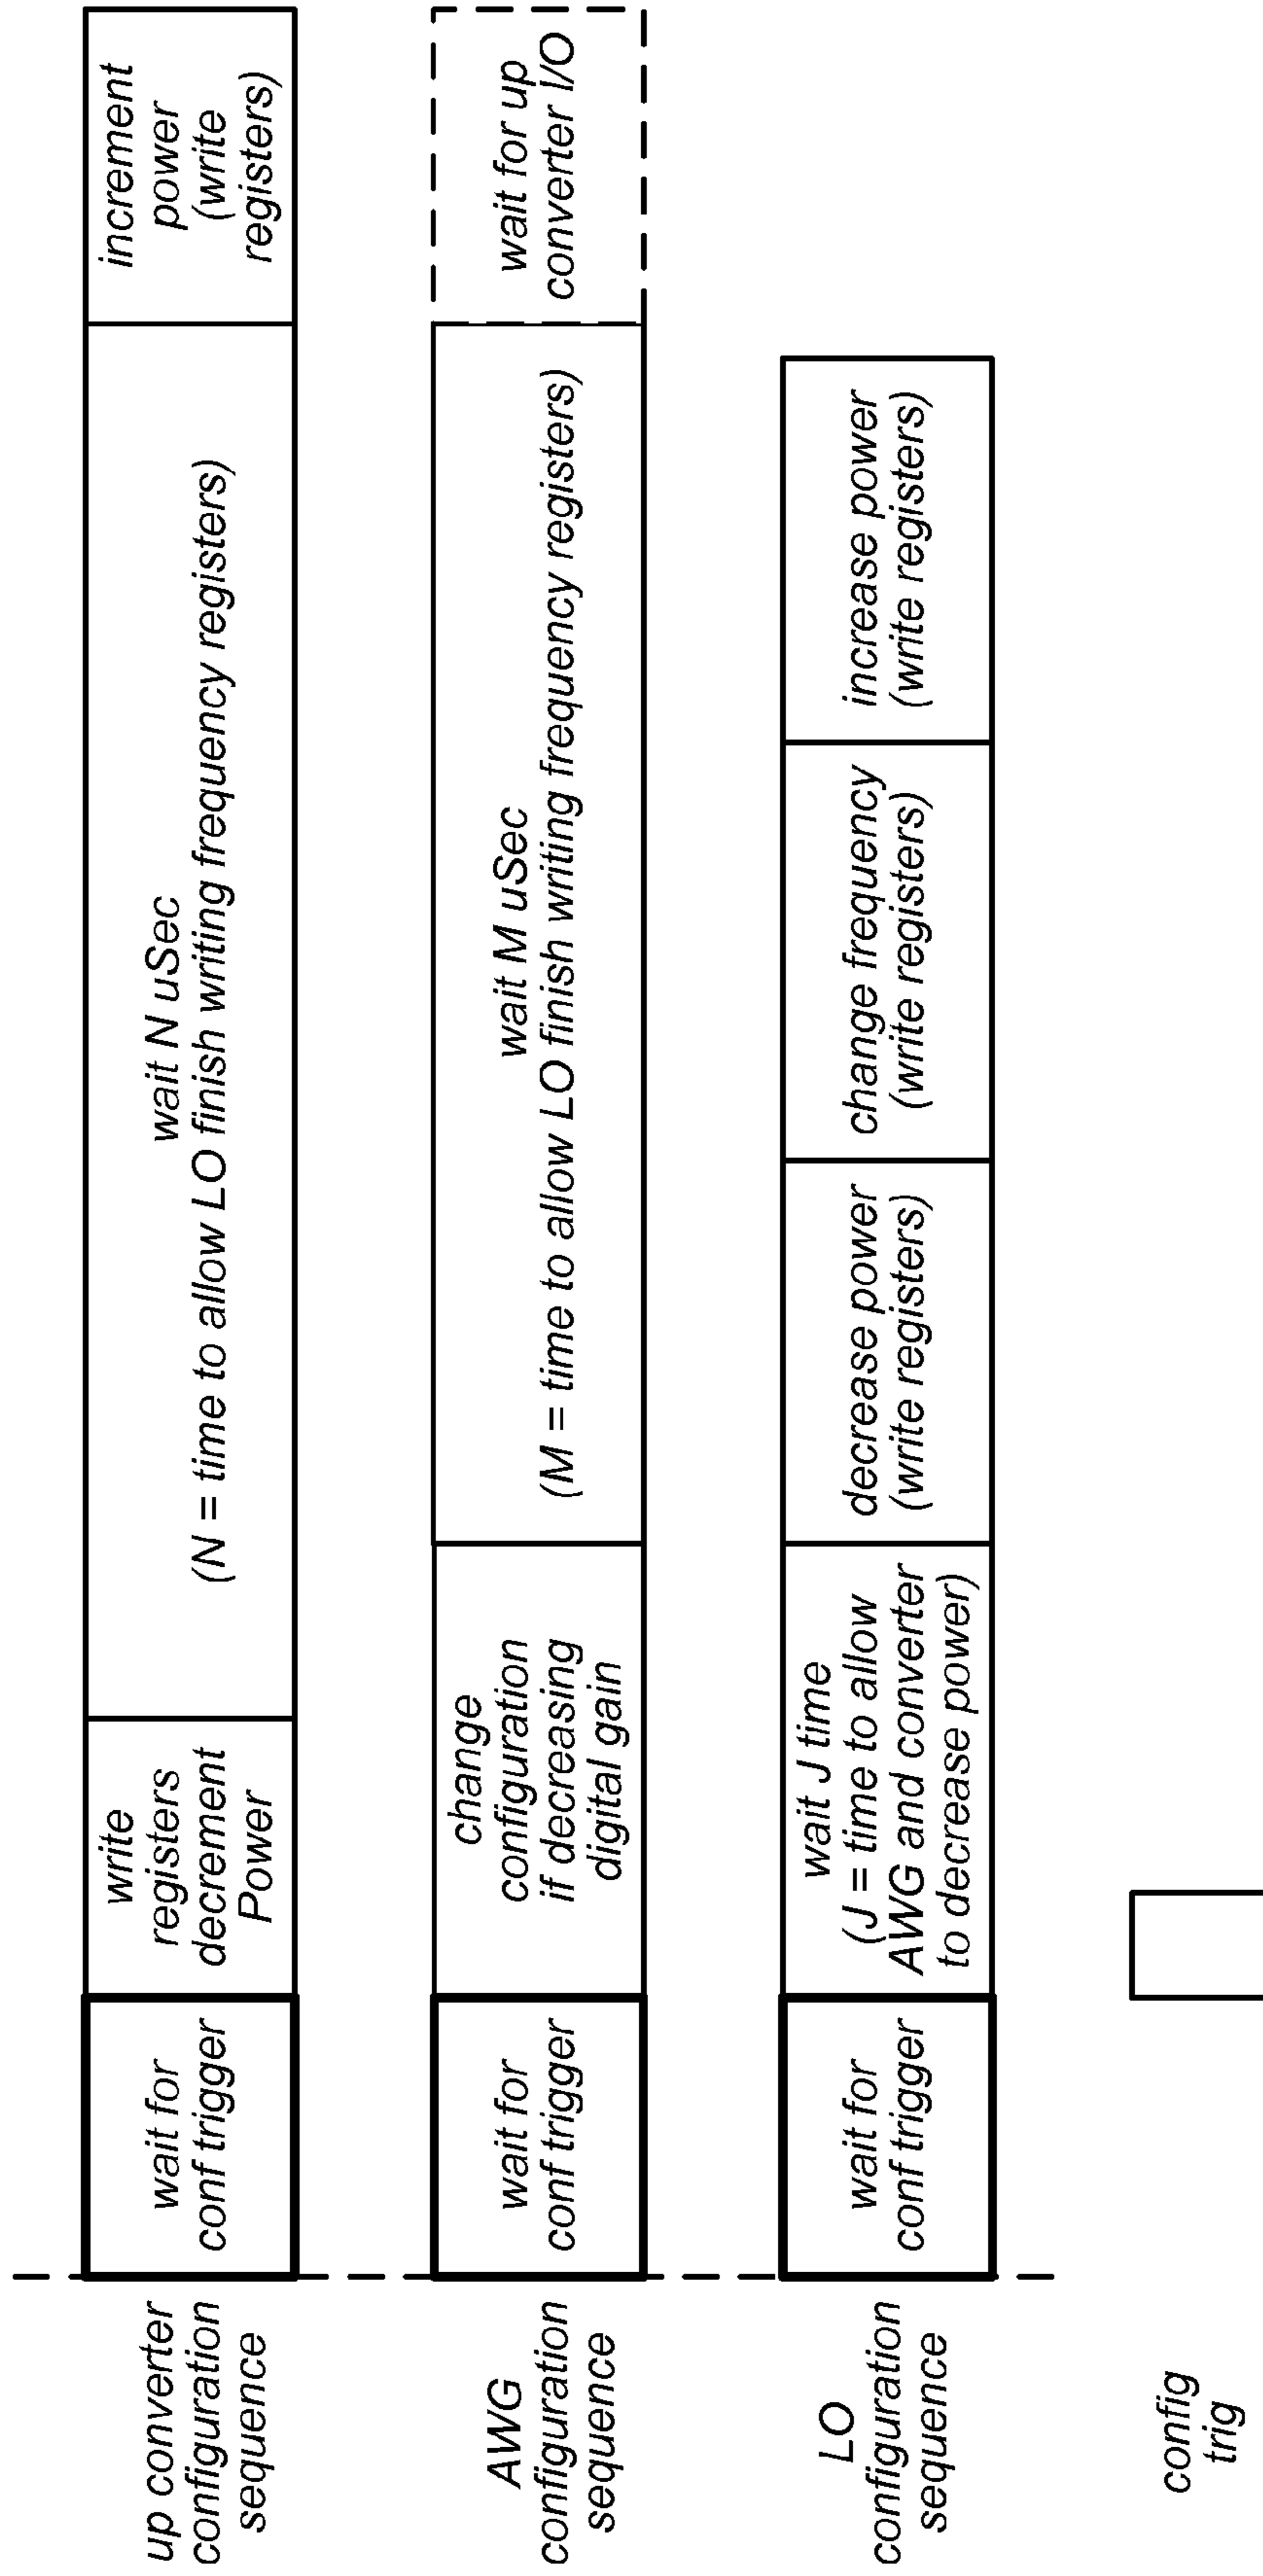 up converter
configuration
sequence
wait for
conf trigger
write
registers
decrement
Power
wait N uSec
(N = time to allow LO finish writing frequency registers)
increment
power
(write
registers)
AWG
configuration
sequence
wait for
conf trigger
change
configuration
if decreasing
digital gain
wait M uSec
(M = time to allow LO finish writing frequency registers)
wait for up
converter I/O
LO
configuration
sequence
wait for
conf trigger
wait J time
(J = time to allow
AWG and converter
to decrease power)
decrease power
(write registers)
change frequency
(write registers)
increase power
(write registers)
config
trig